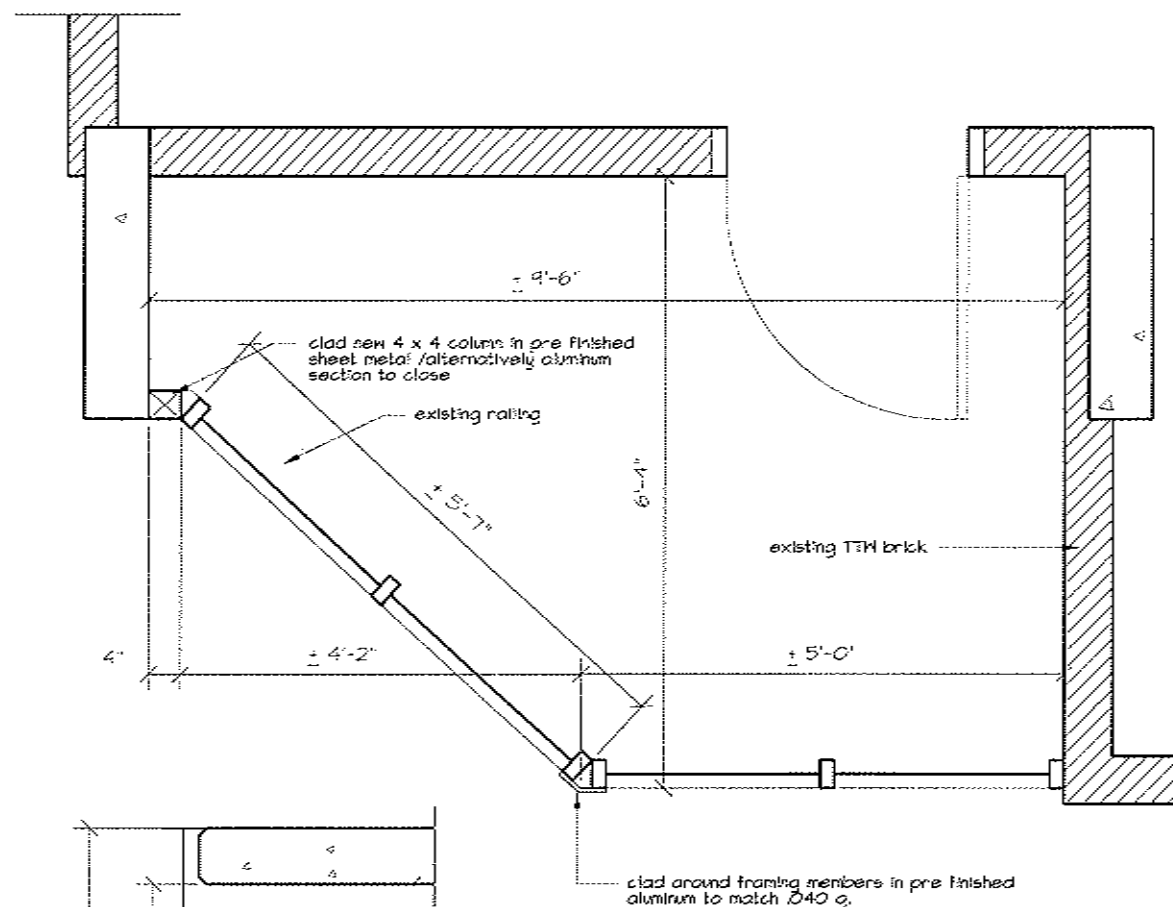 ± 9'-6"
clad new 4 x 4 column in pre finished
sheet metal /alternatively aluminum
section to close
existing railing
± 5'-7"
6'-4"
existing TTW brick
4"
± 4'-2"
± 5'-0"
clad around framing members in pre finished
aluminum to match .040 g.